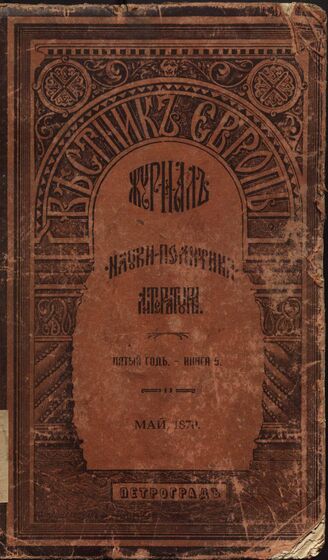 ВѢСТНИКЪ ЕВРОПЫ
ЖУРНАЛЪ
НАУКИ-ПОЛИТИКИ
ЛИТЕРАТУРЫ.
ПЯТЫЙ ГОДЪ. — КНИГА 5.
МАЙ, 1870.
ПЕТРОГРАДЪ